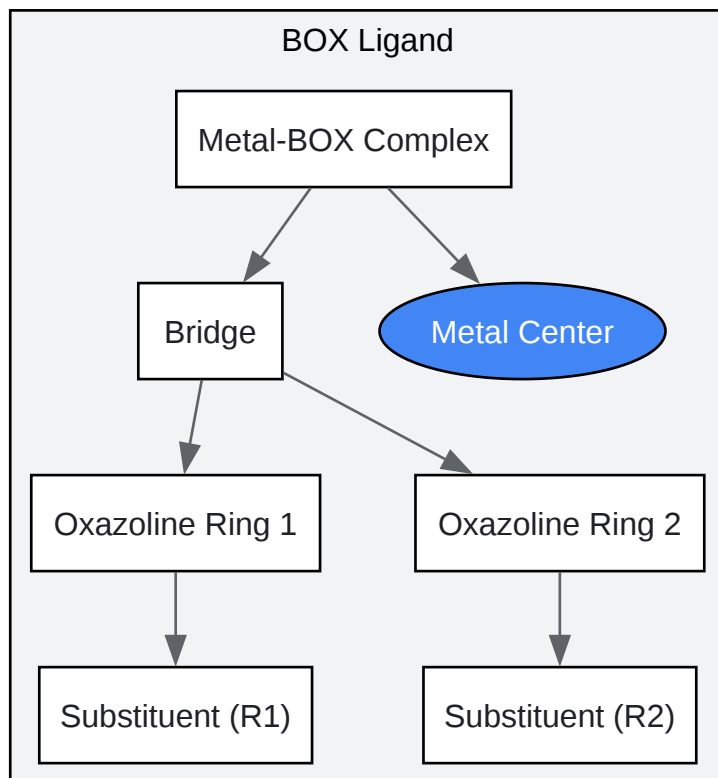 BOX Ligand
Metal-BOX Complex
Bridge
Metal Center
Oxazoline Ring 1
Oxazoline Ring 2
Substituent (R1)
Substituent (R2)